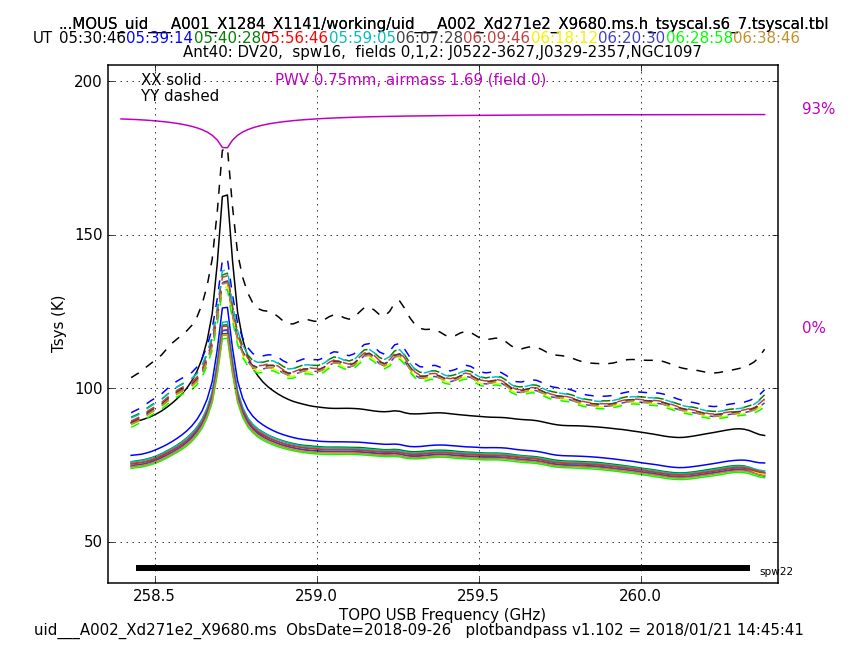 ...MOUS_uid___A001_X1284_X1141/working/uid___A002_Xd271e2_X9680.ms.h_tsyscal.s6_7.tsyscal.tbl
UT 05:30:46 05:39:14 05:40:28 05:56:46 05:59:05 06:07:28 06:09:46 06:18:12 06:20:30 06:28:58 06:38:46
Ant40: DV20, spw16, fields 0,1,2: J0522-3627,J0329-2357,NGC1097
XX solid
YY dashed
PWV 0.75mm, airmass 1.69 (field 0)
93%
0%
200
150
100
50
Tsys (K)
spw22
258.5 259.0 259.5 260.0
TOPO USB Frequency (GHz)
uid___A002_Xd271e2_X9680.ms ObsDate=2018-09-26 plotbandpass v1.102 = 2018/01/21 14:45:41